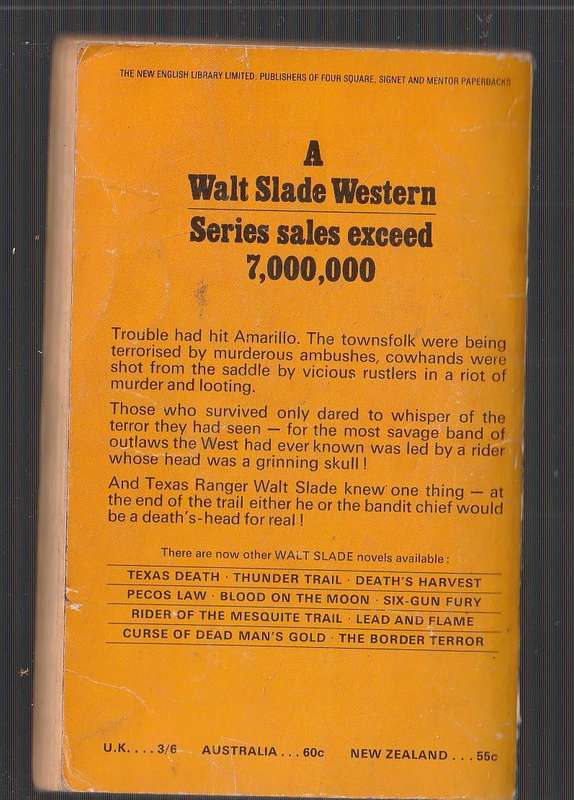 THE NEW ENGLISH LIBRARY LIMITED: PUBLISHERS OF FOUR SQUARE, SIGNET AND MENTOR PAPERBACKS
A
Walt Slade Western
Series sales exceed
7,000,000
Trouble had hit Amarillo. The townsfolk were being
terrorised by murderous ambushes, cowhands were
shot from the saddle by vicious rustlers in a riot of
murder and looting.
Those who survived only dared to whisper of the
terror they had seen — for the most savage band of
outlaws the West had ever known was led by a rider
whose head was a grinning skull !
And Texas Ranger Walt Slade knew one thing — at
the end of the trail either he or the bandit chief would
be a death's-head for real !
There are now other WALT SLADE novels available :
TEXAS DEATH · THUNDER TRAIL · DEATH'S HARVEST
PECOS LAW · BLOOD ON THE MOON · SIX-GUN FURY
RIDER OF THE MESQUITE TRAIL · LEAD AND FLAME
CURSE OF DEAD MAN'S GOLD · THE BORDER TERROR
U.K. . . . 3/6 AUSTRALIA . . . 60c NEW ZEALAND . . . 55c